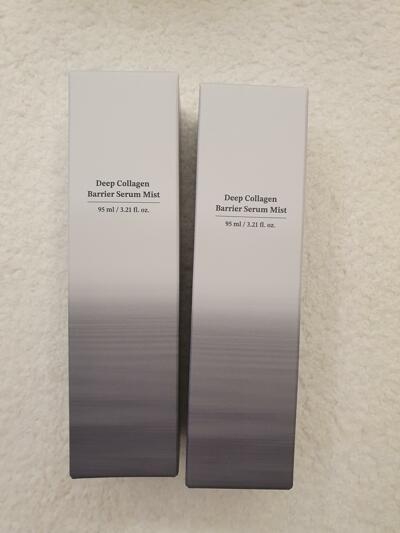 Deep Collagen
Barrier Serum Mist
95 ml / 3.21 fl. oz.
Deep Collagen
Barrier Serum Mist
95 ml / 3.21 fl. oz.